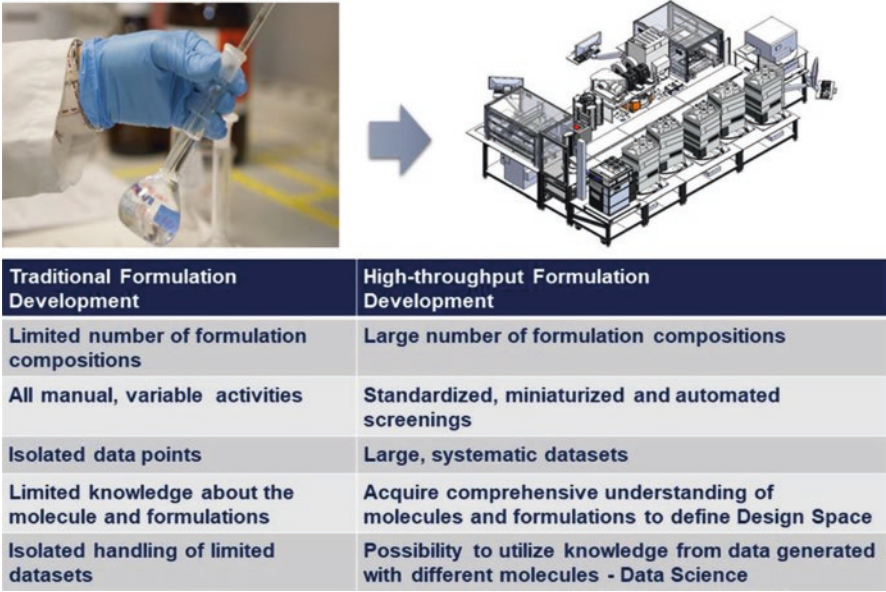 Traditional Formulation
Development
High-throughput Formulation
Development
Limited number of formulation
compositions
Large number of formulation compositions
All manual, variable activities
Standardized, miniaturized and automated
screenings
Isolated data points
Large, systematic datasets
Limited knowledge about the
molecule and formulations
Acquire comprehensive understanding of
molecules and formulations to define Design Space
Isolated handling of limited
datasets
Possibility to utilize knowledge from data generated
with different molecules - Data Science